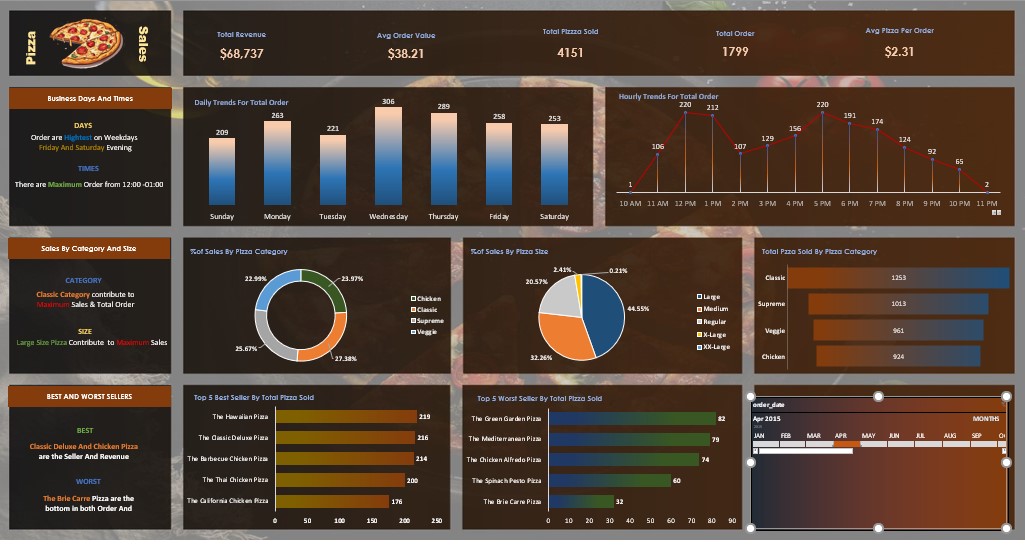 Pizza
Sales
Total Revenue
$68,737
Avg Order Value
$38.21
Total Pizzza Sold
4151
Total Order
1799
Avg Pizza Per Order
$2.31
Business Days And Times
DAYS
Order are Hightest on Weekdays
Friday And Saturday Evening
TIMES
There are Maximum Order from 12:00 -01:00
Daily Trends For Total Order
209
263
221
306
289
258
253
Sunday
Monday
Tuesday
Wednesday
Thursday
Friday
Saturday
Hourly Trends For Total Order
1
106
220
212
107
129
156
220
191
174
124
92
65
2
10 AM
11 AM
12 PM
1 PM
2 PM
3 PM
4 PM
5 PM
6 PM
7 PM
8 PM
9 PM
10 PM
11 PM
Sales By Category And Size
CATEGORY
Classic Category contribute to
Maximum Sales & Total Order
SIZE
Large Size Pizza Contribute to Maximum Sales
%of Sales By Pizza Category
22.99%
23.97%
25.67%
27.38%
Chicken
Classic
Supreme
Veggie
%of Sales By Pizza Size
2.41%
0.21%
20.57%
44.55%
32.26%
Large
Medium
Regular
X-Large
XX-Large
Total Pzza Sold By Pizza Category
Classic 1253
Supreme 1013
Veggie 961
Chicken 924
BEST AND WORST SELLERS
BEST
Classic Deluxe And Chicken Pizza
are the Seller And Revenue
WORST
The Brie Carre Pizza are the
bottom in both Order And
Top 5 Best Seller By Total Pizza Sold
The Hawaiian Pizza 219
The Classic Deluxe Pizza 216
The Barbecue Chicken Pizza 214
The Thai Chicken Pizza 200
The California Chicken Pizza 176
0 50 100 150 200 250
Top 5 Worst Seller By Total Pizza Sold
The Green Garden Pizza 82
The Mediterranean Pizza 79
The Chicken Alfredo Pizza 74
The Spinach Pesto Pizza 60
The Brie Carre Pizza 32
0 10 20 30 40 50 60 70 80 90
order_date
Apr 2015 MONTHS
JAN FEB MAR APR MAY JUN JUL AUG SEP